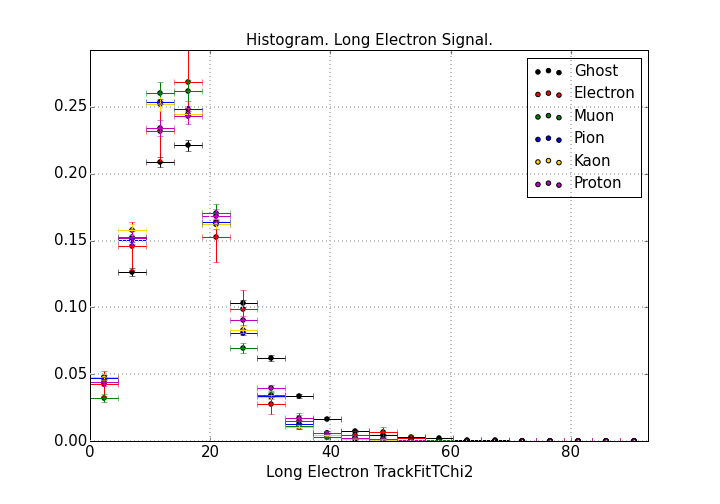 Histogram. Long Electron Signal.
Ghost
Electron
Muon
Pion
Kaon
Proton
0.25
0.20
0.15
0.10
0.05
0.00
0 20 40 60 80
Long Electron TrackFitTChi2